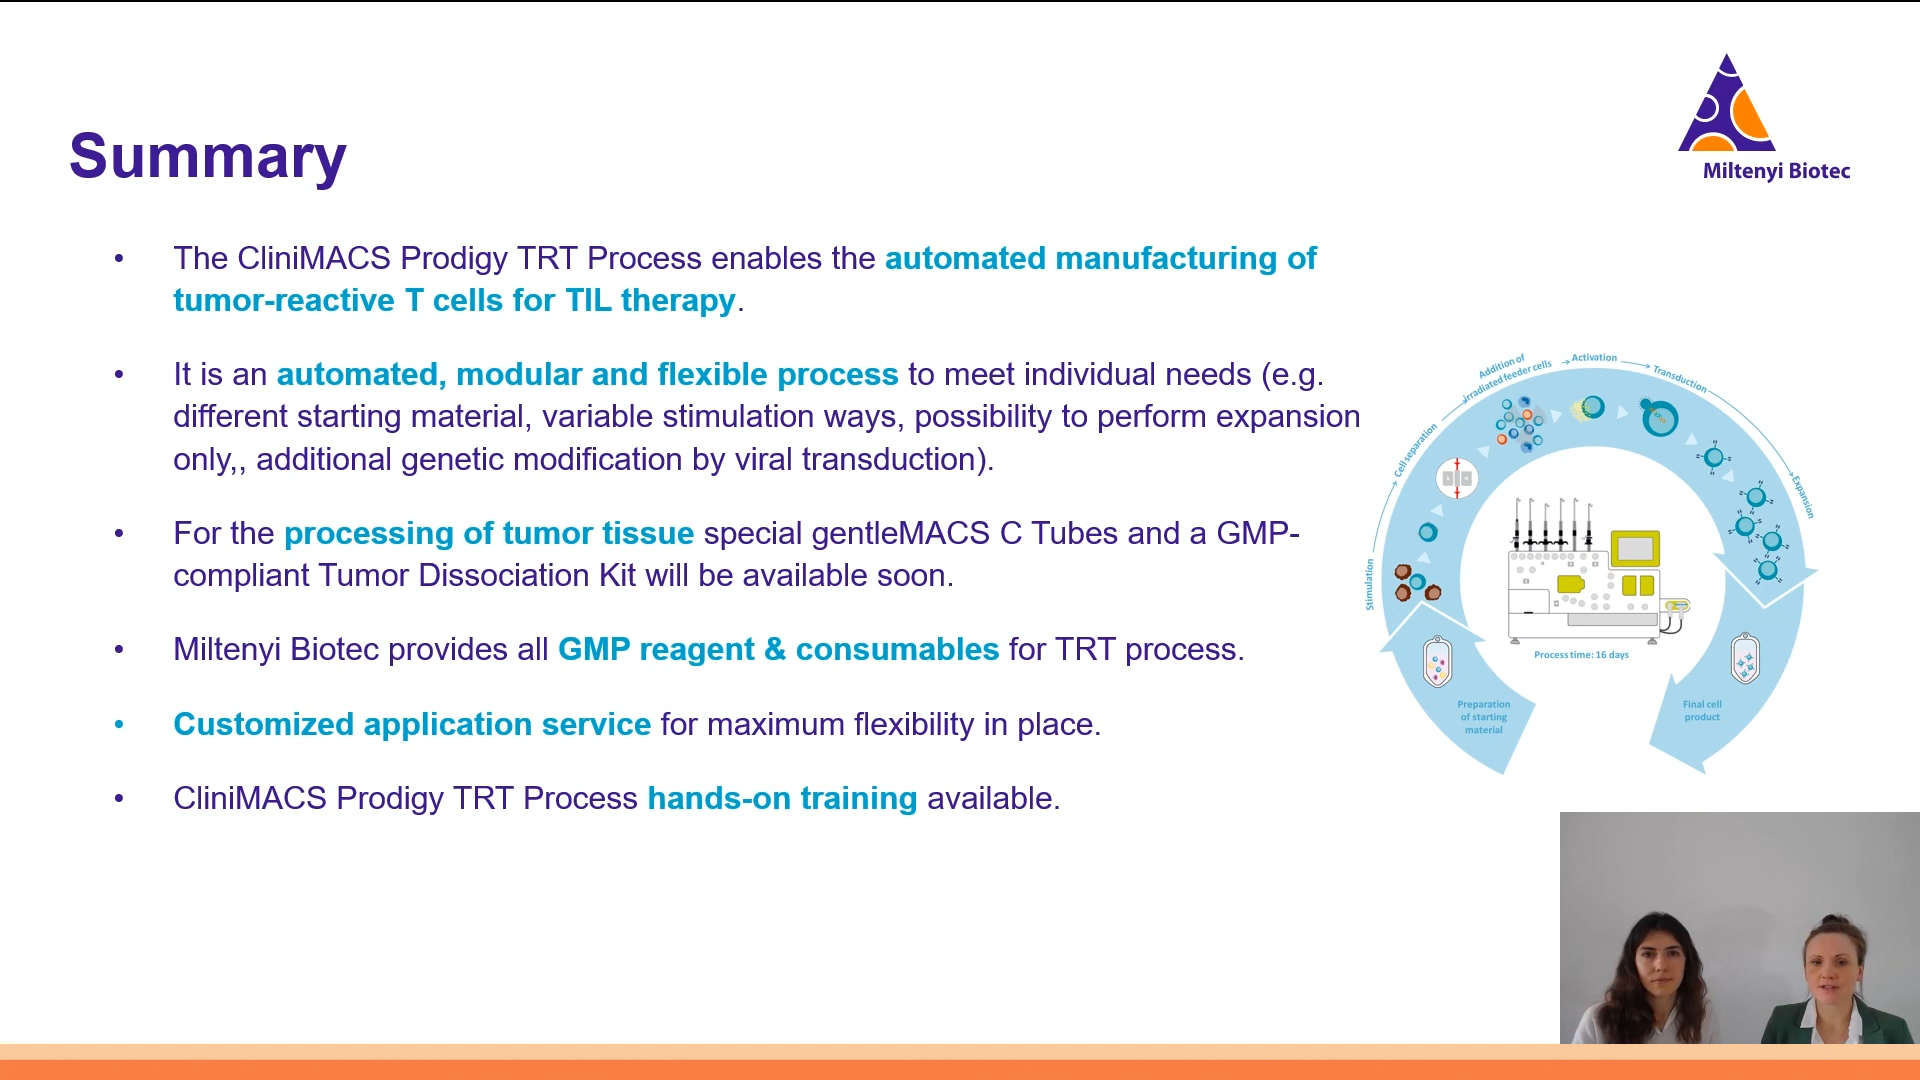 Summary
Miltenyi Biotec
• The CliniMACS Prodigy TRT Process enables the automated manufacturing of
tumor-reactive T cells for TIL therapy.
• It is an automated, modular and flexible process to meet individual needs (e.g.
different starting material, variable stimulation ways, possibility to perform expansion
only,, additional genetic modification by viral transduction).
• For the processing of tumor tissue special gentleMACS C Tubes and a GMP-
compliant Tumor Dissociation Kit will be available soon.
• Miltenyi Biotec provides all GMP reagent & consumables for TRT process.
• Customized application service for maximum flexibility in place.
• CliniMACS Prodigy TRT Process hands-on training available.
Preparation
of starting
material
Stimulation
Cell separation
Addition of
irradiated feeder cells
Activation
Transduction
Expansion
Process time: 16 days
Final cell
product